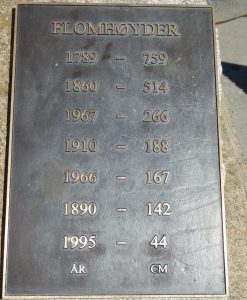 FLOMHØYDER
1789 – 759
1860 – 514
1967 – 266
1910 – 188
1966 – 167
1890 – 142
1995 – 44
ÅR CM